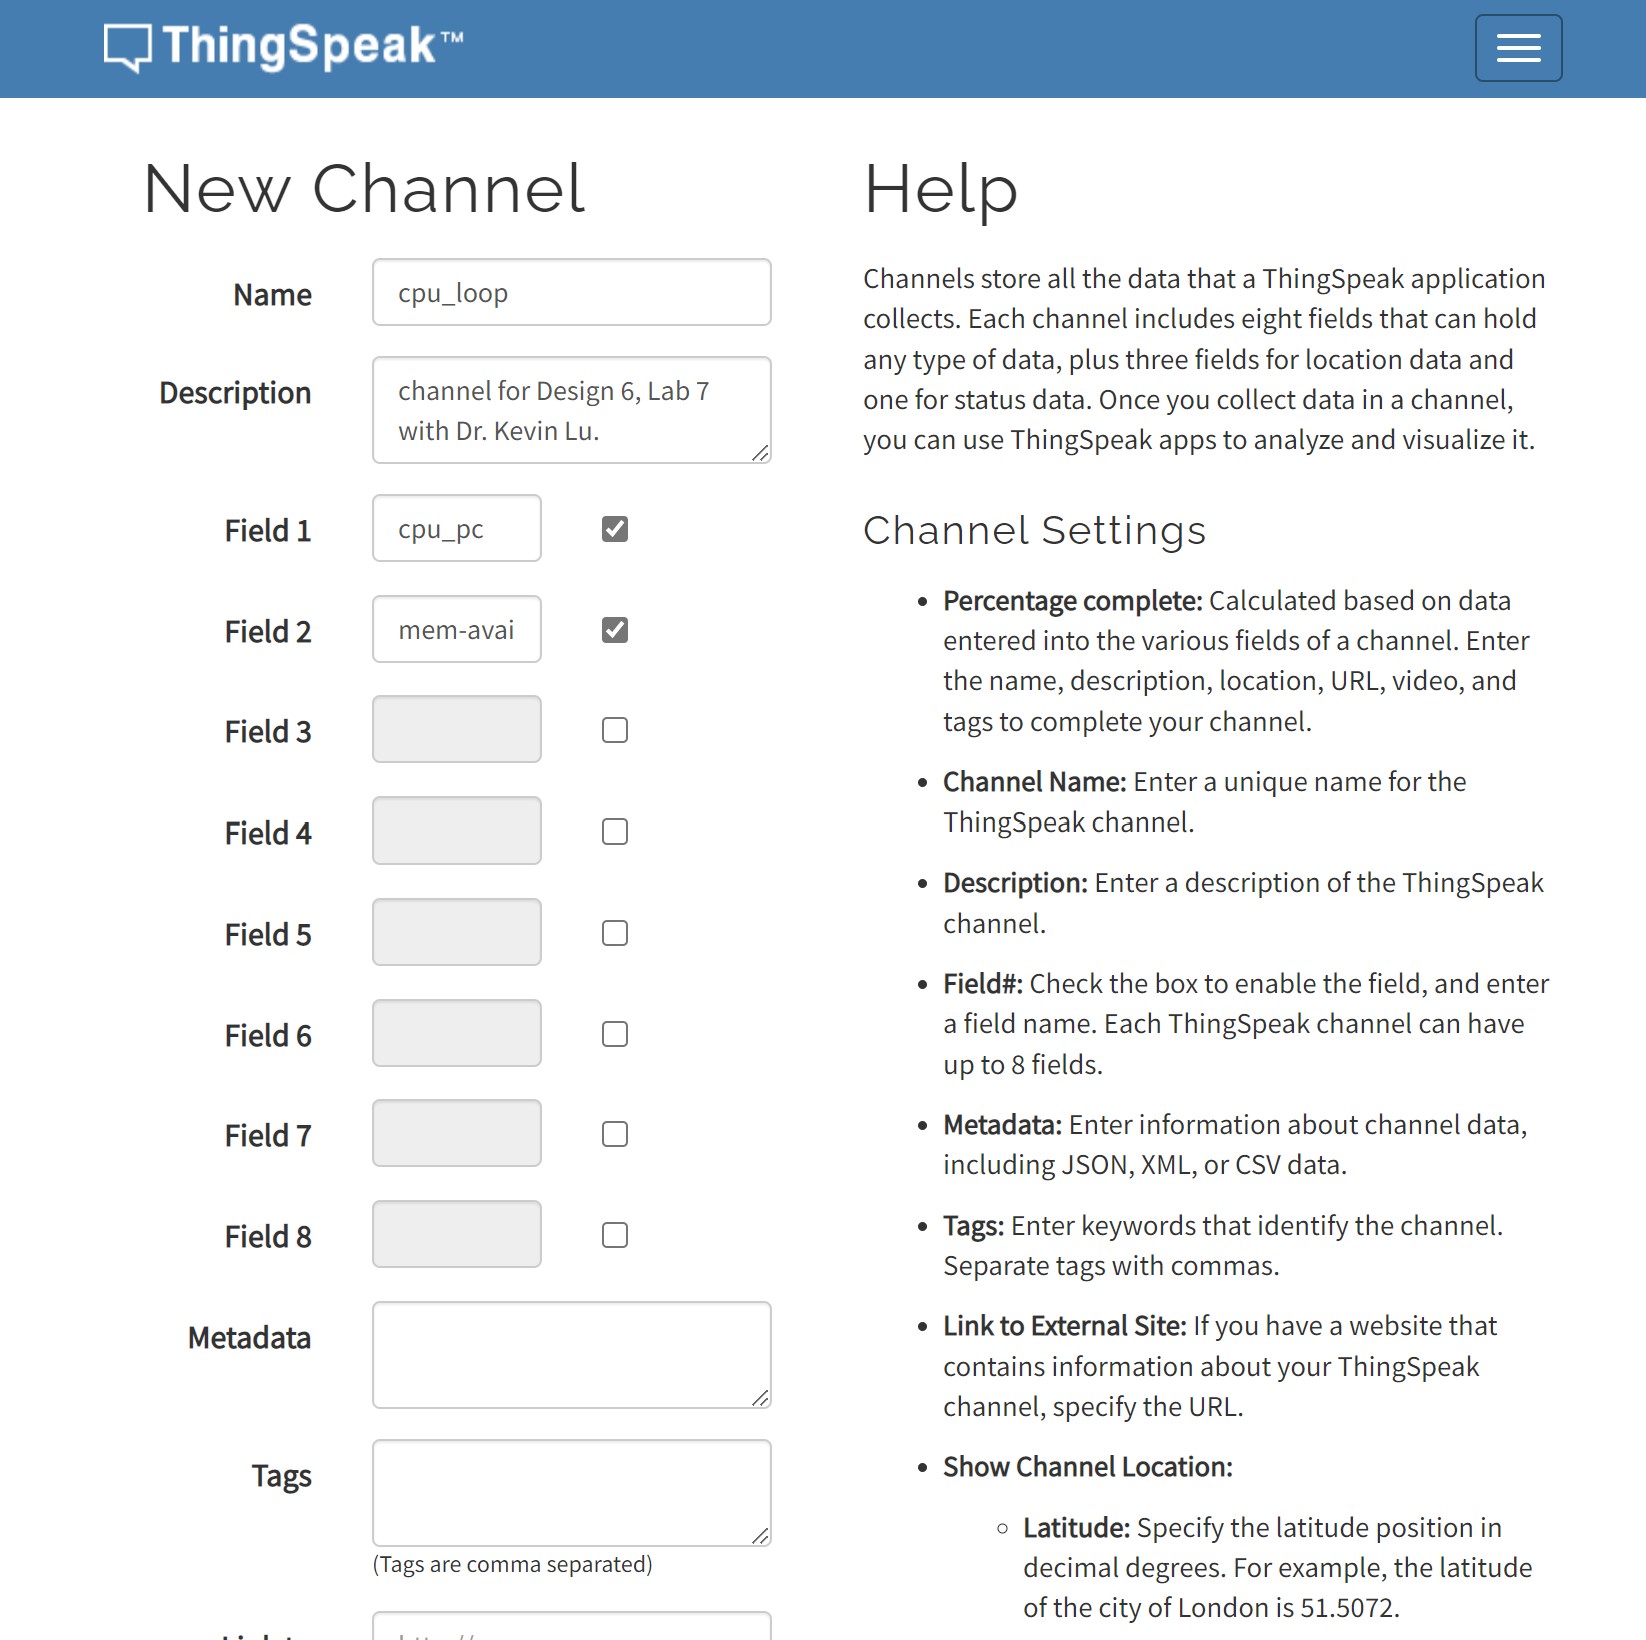 ThingSpeak™
New Channel
Name
cpu_loop
Description
channel for Design 6, Lab 7
with Dr. Kevin Lu.
Field 1
cpu_pc
Field 2
mem-avai
Field 3
Field 4
Field 5
Field 6
Field 7
Field 8
Metadata
Tags
(Tags are comma separated)
Help
Channels store all the data that a ThingSpeak application
collects. Each channel includes eight fields that can hold
any type of data, plus three fields for location data and
one for status data. Once you collect data in a channel,
you can use ThingSpeak apps to analyze and visualize it.
Channel Settings
• Percentage complete: Calculated based on data
entered into the various fields of a channel. Enter
the name, description, location, URL, video, and
tags to complete your channel.
• Channel Name: Enter a unique name for the
ThingSpeak channel.
• Description: Enter a description of the ThingSpeak
channel.
• Field#: Check the box to enable the field, and enter
a field name. Each ThingSpeak channel can have
up to 8 fields.
• Metadata: Enter information about channel data,
including JSON, XML, or CSV data.
• Tags: Enter keywords that identify the channel.
Separate tags with commas.
• Link to External Site: If you have a website that
contains information about your ThingSpeak
channel, specify the URL.
• Show Channel Location:
○ Latitude: Specify the latitude position in
decimal degrees. For example, the latitude
of the city of London is 51.5072.